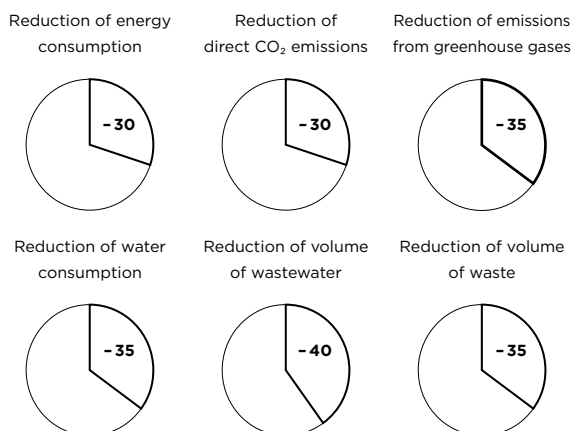 Reduction of energy
consumption
Reduction of
direct CO₂ emissions
Reduction of emissions
from greenhouse gases
– 30
– 30
– 35
Reduction of water
consumption
Reduction of volume
of wastewater
Reduction of volume
of waste
– 35
– 40
– 35